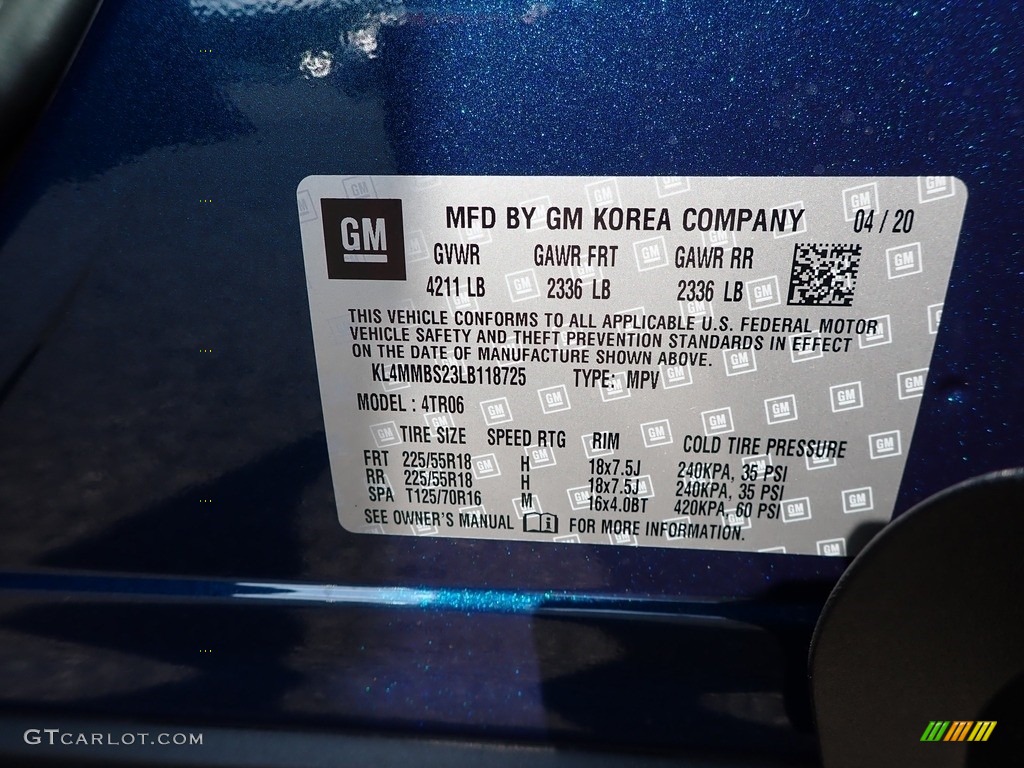 GM MFD BY GM KOREA COMPANY 04 / 20
GVWR GAWR FRT GAWR RR
4211 LB 2336 LB 2336 LB
THIS VEHICLE CONFORMS TO ALL APPLICABLE U.S. FEDERAL MOTOR
VEHICLE SAFETY AND THEFT PREVENTION STANDARDS IN EFFECT
ON THE DATE OF MANUFACTURE SHOWN ABOVE.
KL4MMBS23LB118725 TYPE: MPV
MODEL : 4TR06
TIRE SIZE SPEED RTG RIM COLD TIRE PRESSURE
FRT 225/55R18 H 18x7.5J 240KPA, 35 PSI
RR 225/55R18 H 18x7.5J 240KPA, 35 PSI
SPA T125/70R16 M 16x4.0BT 420KPA, 60 PSI
SEE OWNER'S MANUAL FOR MORE INFORMATION.
GTCARLOT.COM